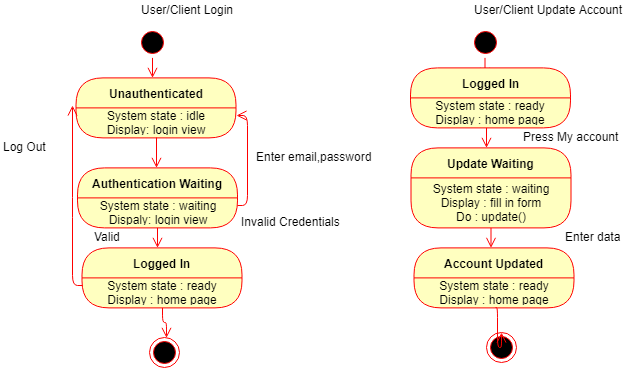 User/Client Login
Unauthenticated
System state : idle
Display: login view
Log Out
Enter email,password
Authentication Waiting
System state : waiting
Dispaly: login view
Invalid Credentials
Valid
Logged In
System state : ready
Display : home page
User/Client Update Account
Logged In
System state : ready
Display : home page
Press My account
Update Waiting
System state : waiting
Display : fill in form
Do : update()
Enter data
Account Updated
System state : ready
Display : home page